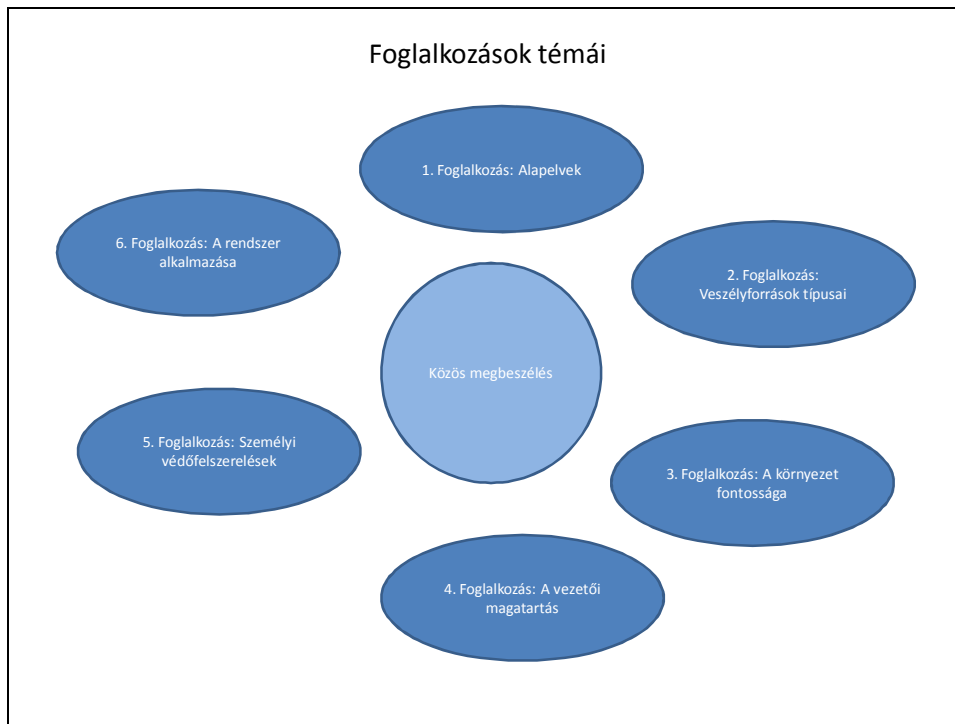 Foglalkozások témái
1. Foglalkozás: Alapelvek
2. Foglalkozás:
Veszélyforrások típusai
3. Foglalkozás: A környezet
fontossága
4. Foglalkozás: A vezetői
magatartás
5. Foglalkozás: Személyi
védőfelszerelések
6. Foglalkozás: A rendszer
alkalmazása
Közös megbeszélés